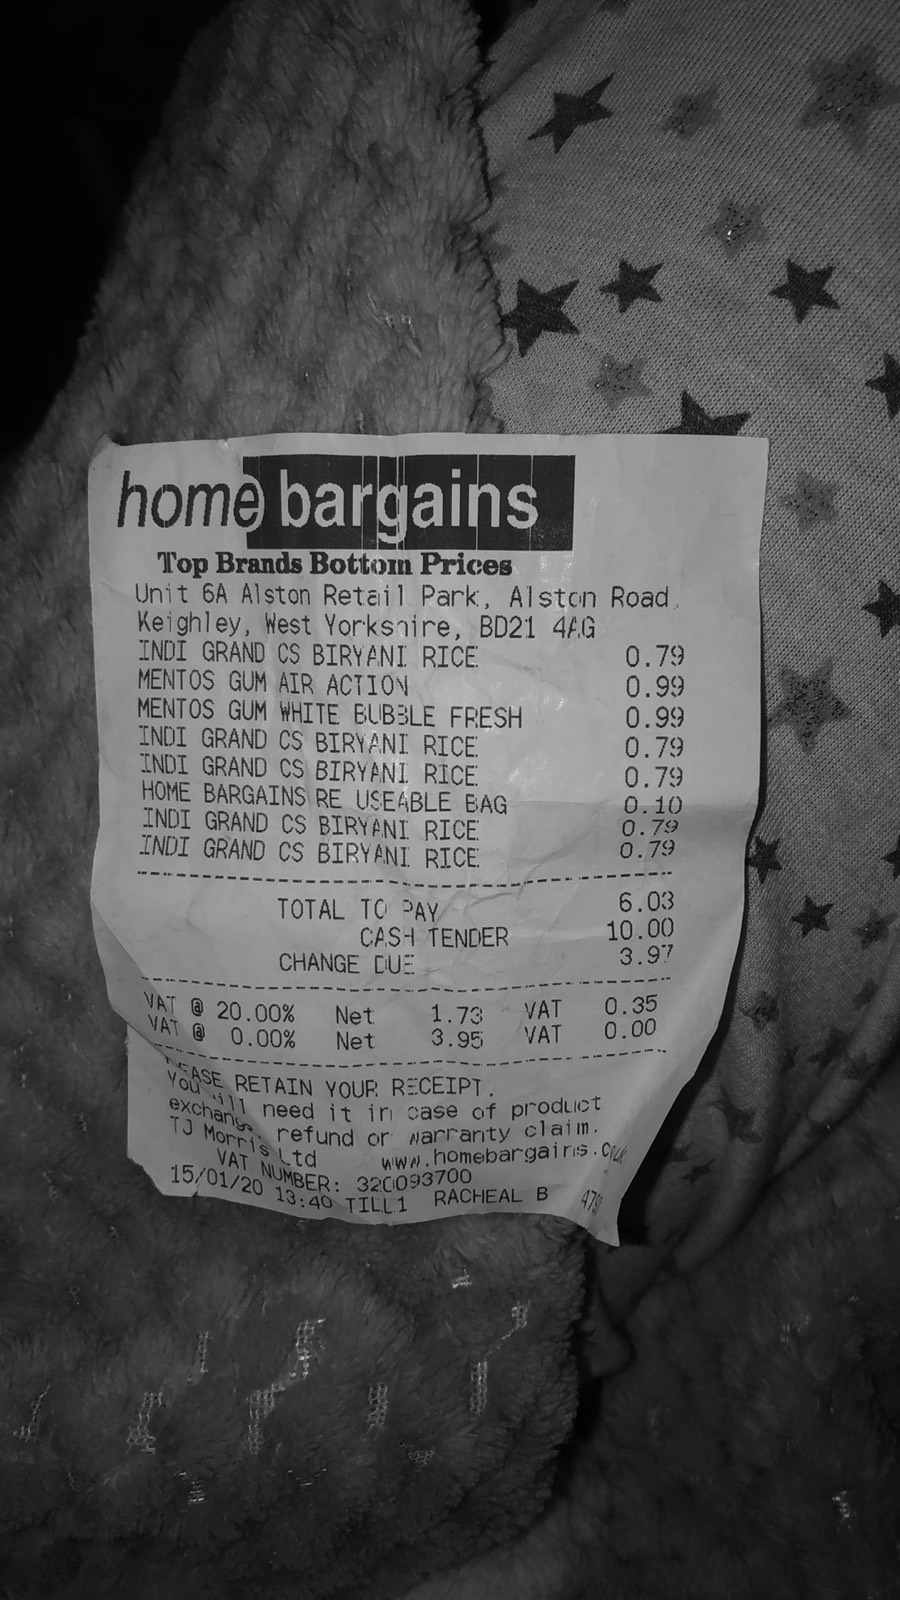 home bargains
Top Brands Bottom Prices
Unit 6A Alston Retail Park, Alston Road,
Keighley, West Yorkshire, BD21 4AG
INDI GRAND CS BIRYANI RICE 0.79
MENTOS GUM AIR ACTION 0.99
MENTOS GUM WHITE BUBBLE FRESH 0.99
INDI GRAND CS BIRYANI RICE 0.79
INDI GRAND CS BIRYANI RICE 0.79
HOME BARGAINS RE USEABLE BAG 0.10
INDI GRAND CS BIRYANI RICE 0.79
INDI GRAND CS BIRYANI RICE 0.79
TOTAL TO PAY 6.03
CASH TENDER 10.00
CHANGE DUE 3.97
VAT @ 20.00% Net 1.73 VAT 0.35
VAT @ 0.00% Net 3.95 VAT 0.00
PLEASE RETAIN YOUR RECEIPT.
You will need it in case of product
exchange, refund or warranty claim.
TJ Morris Ltd www.homebargains.co.uk
VAT NUMBER: 320093700
15/01/20 13:40 TILL1 RACHEAL B